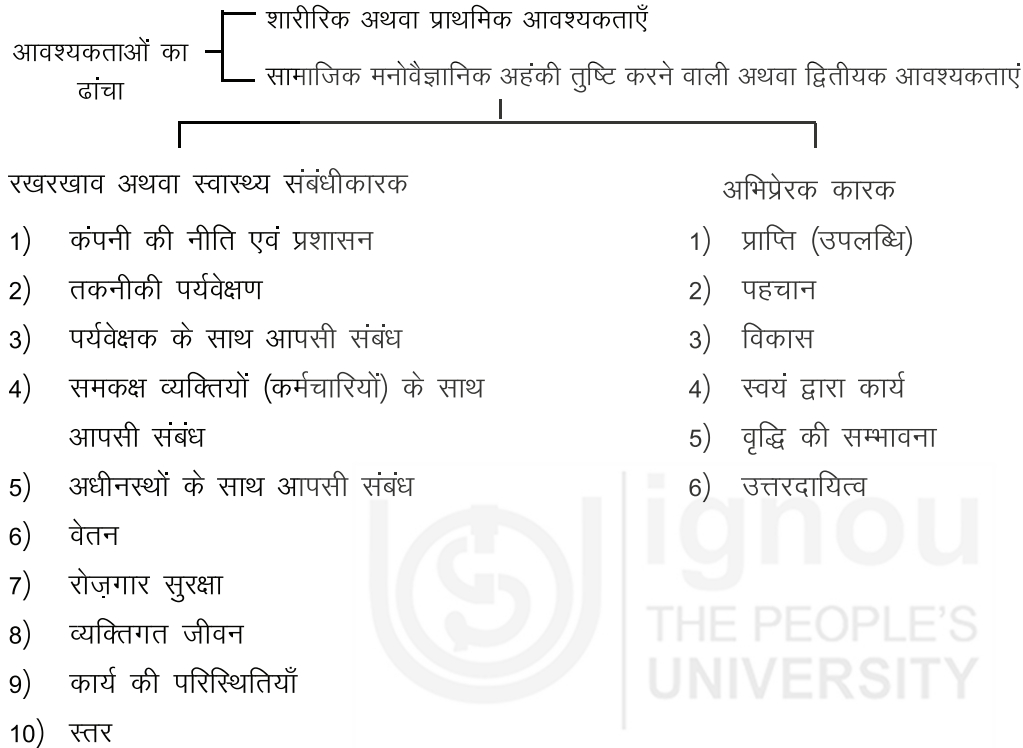 आवश्यकताओं का
ढांचा
शारीरिक अथवा प्राथमिक आवश्यकताएँ
सामाजिक मनोवैज्ञानिक अहंकी तुष्टि करने वाली अथवा द्वितीयक आवश्यकताएं
रखरखाव अथवा स्वास्थ्य संबंधीकारक
1) कंपनी की नीति एवं प्रशासन
2) तकनीकी पर्यवेक्षण
3) पर्यवेक्षक के साथ आपसी संबंध
4) समकक्ष व्यक्तियों (कर्मचारियों) के साथ
आपसी संबंध
5) अधीनस्थों के साथ आपसी संबंध
6) वेतन
7) रोज़गार सुरक्षा
8) व्यक्तिगत जीवन
9) कार्य की परिस्थितियाँ
10) स्तर
अभिप्रेरक कारक
1) प्राप्ति (उपलब्धि)
2) पहचान
3) विकास
4) स्वयं द्वारा कार्य
5) वृद्धि की सम्भावना
6) उत्तरदायित्व
ignou
THE PEOPLE'S
UNIVERSITY